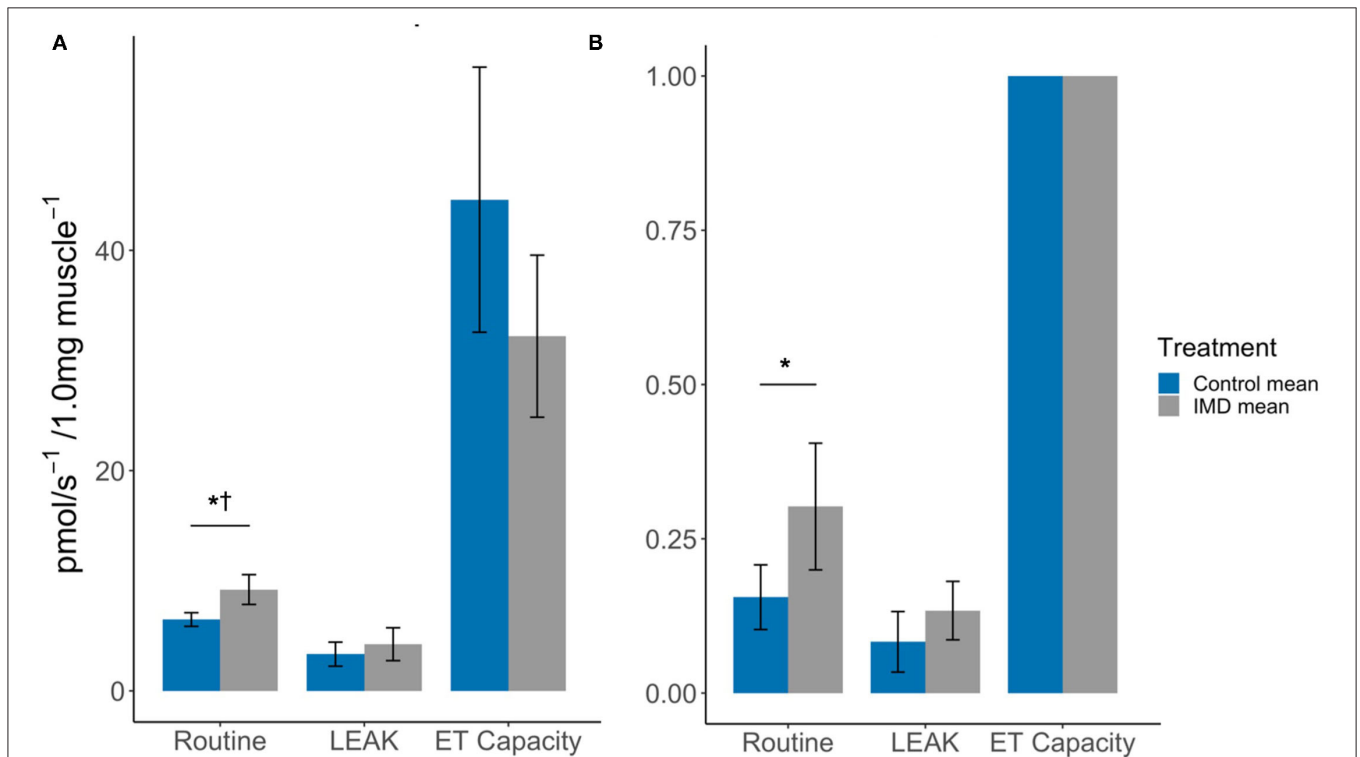 A
pmol/s⁻¹ /1.0mg muscle⁻¹
40
20
0
*†
Routine
LEAK
ET Capacity
B
1.00
0.75
0.50
0.25
0.00
*
Routine
LEAK
ET Capacity
Treatment
Control mean
IMD mean